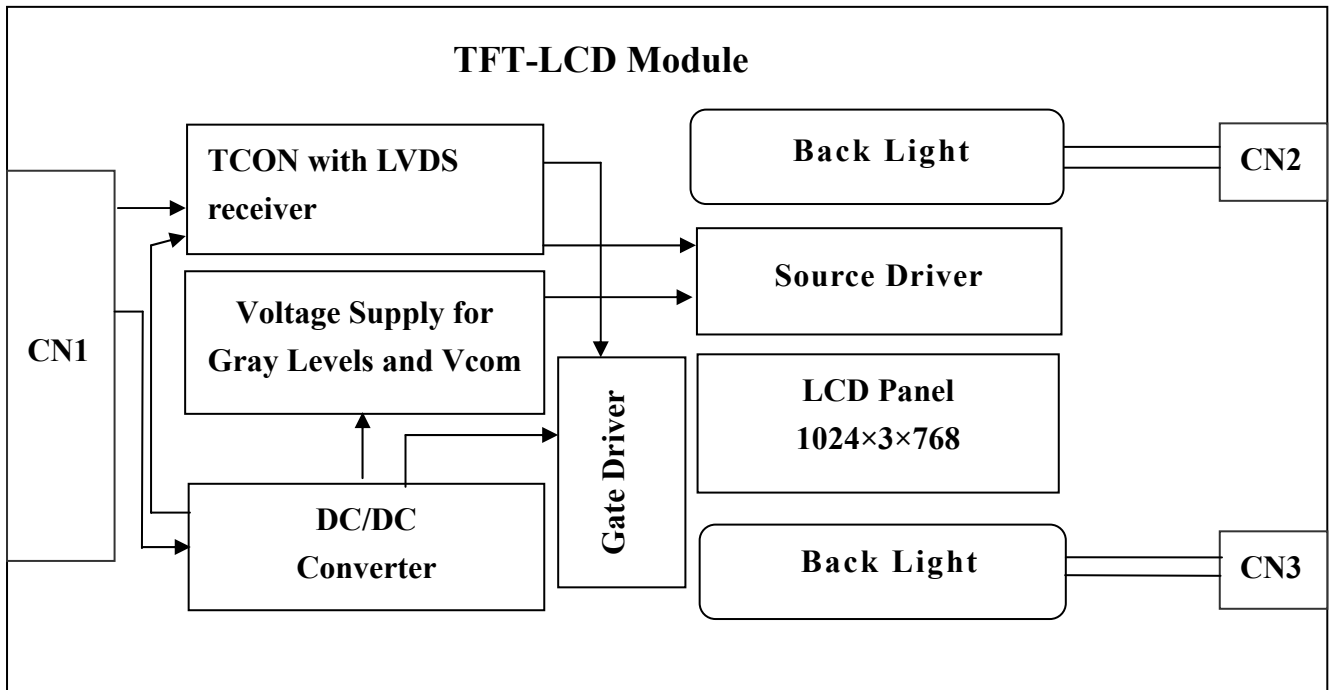 TFT-LCD Module
TCON with LVDS
receiver
Back Light
CN2
Source Driver
Voltage Supply for
Gray Levels and Vcom
CN1
LCD Panel
1024×3×768
Gate Driver
DC/DC
Converter
Back Light
CN3